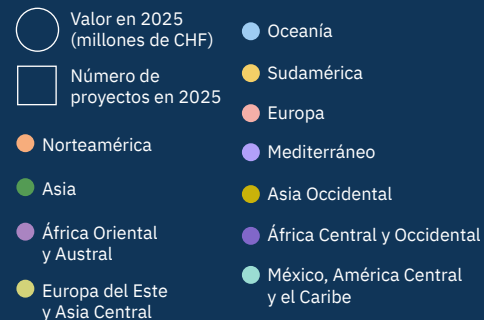 Valor en 2025
(millones de CHF)
Número de
proyectos en 2025
Norteamérica
Asia
África Oriental
y Austral
Europa del Este
y Asia Central
Oceanía
Sudamérica
Europa
Mediterráneo
Asia Occidental
África Central y Occidental
México, América Central
y el Caribe